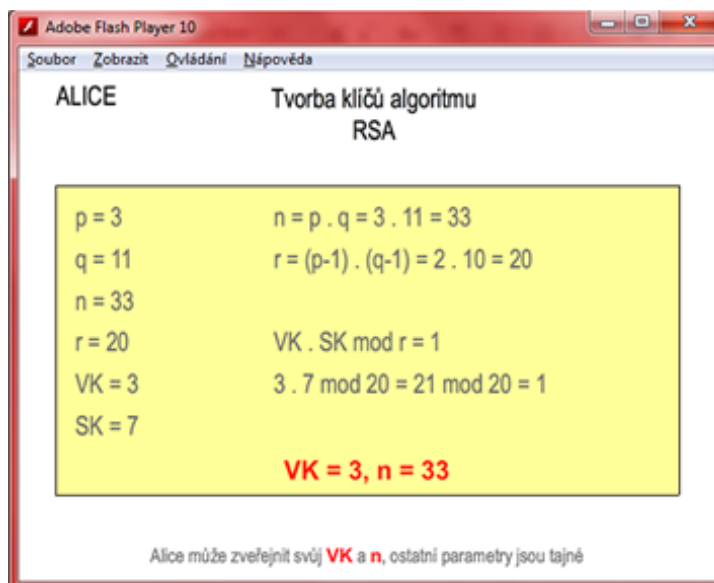 Adobe Flash Player 10
Soubor Zobrazit Ovládání Nápověda
ALICE
Tvorba klíčů algoritmu
RSA
p = 3
n = p . q = 3 . 11 = 33
q = 11
r = (p-1) . (q-1) = 2 . 10 = 20
n = 33
r = 20
VK . SK mod r = 1
VK = 3
3 . 7 mod 20 = 21 mod 20 = 1
SK = 7
VK = 3, n = 33
Alice může zveřejnit svůj VK a n, ostatní parametry jsou tajné